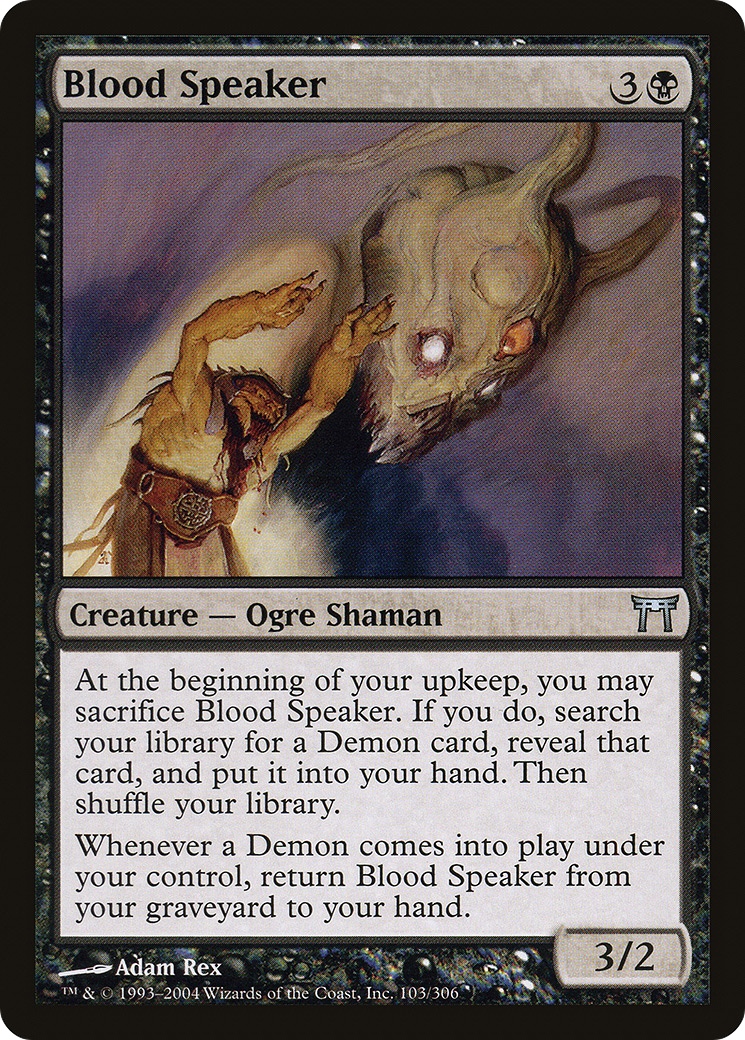 Blood Speaker
3
Creature — Ogre Shaman
At the beginning of your upkeep, you may
sacrifice Blood Speaker. If you do, search
your library for a Demon card, reveal that
card, and put it into your hand. Then
shuffle your library.
Whenever a Demon comes into play under
your control, return Blood Speaker from
your graveyard to your hand.
3/2
Adam Rex
™ & © 1993–2004 Wizards of the Coast, Inc. 103/306